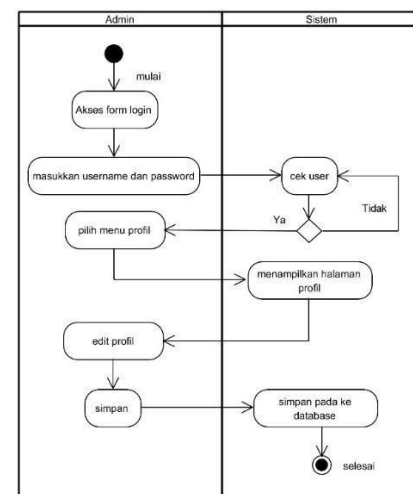 Admin
Sistem
mulai
Akses form login
masukkan username dan password
cek user
Tidak
Ya
pilih menu profil
menampilkan halaman
profil
edit profil
simpan
simpan pada ke
database
selesai